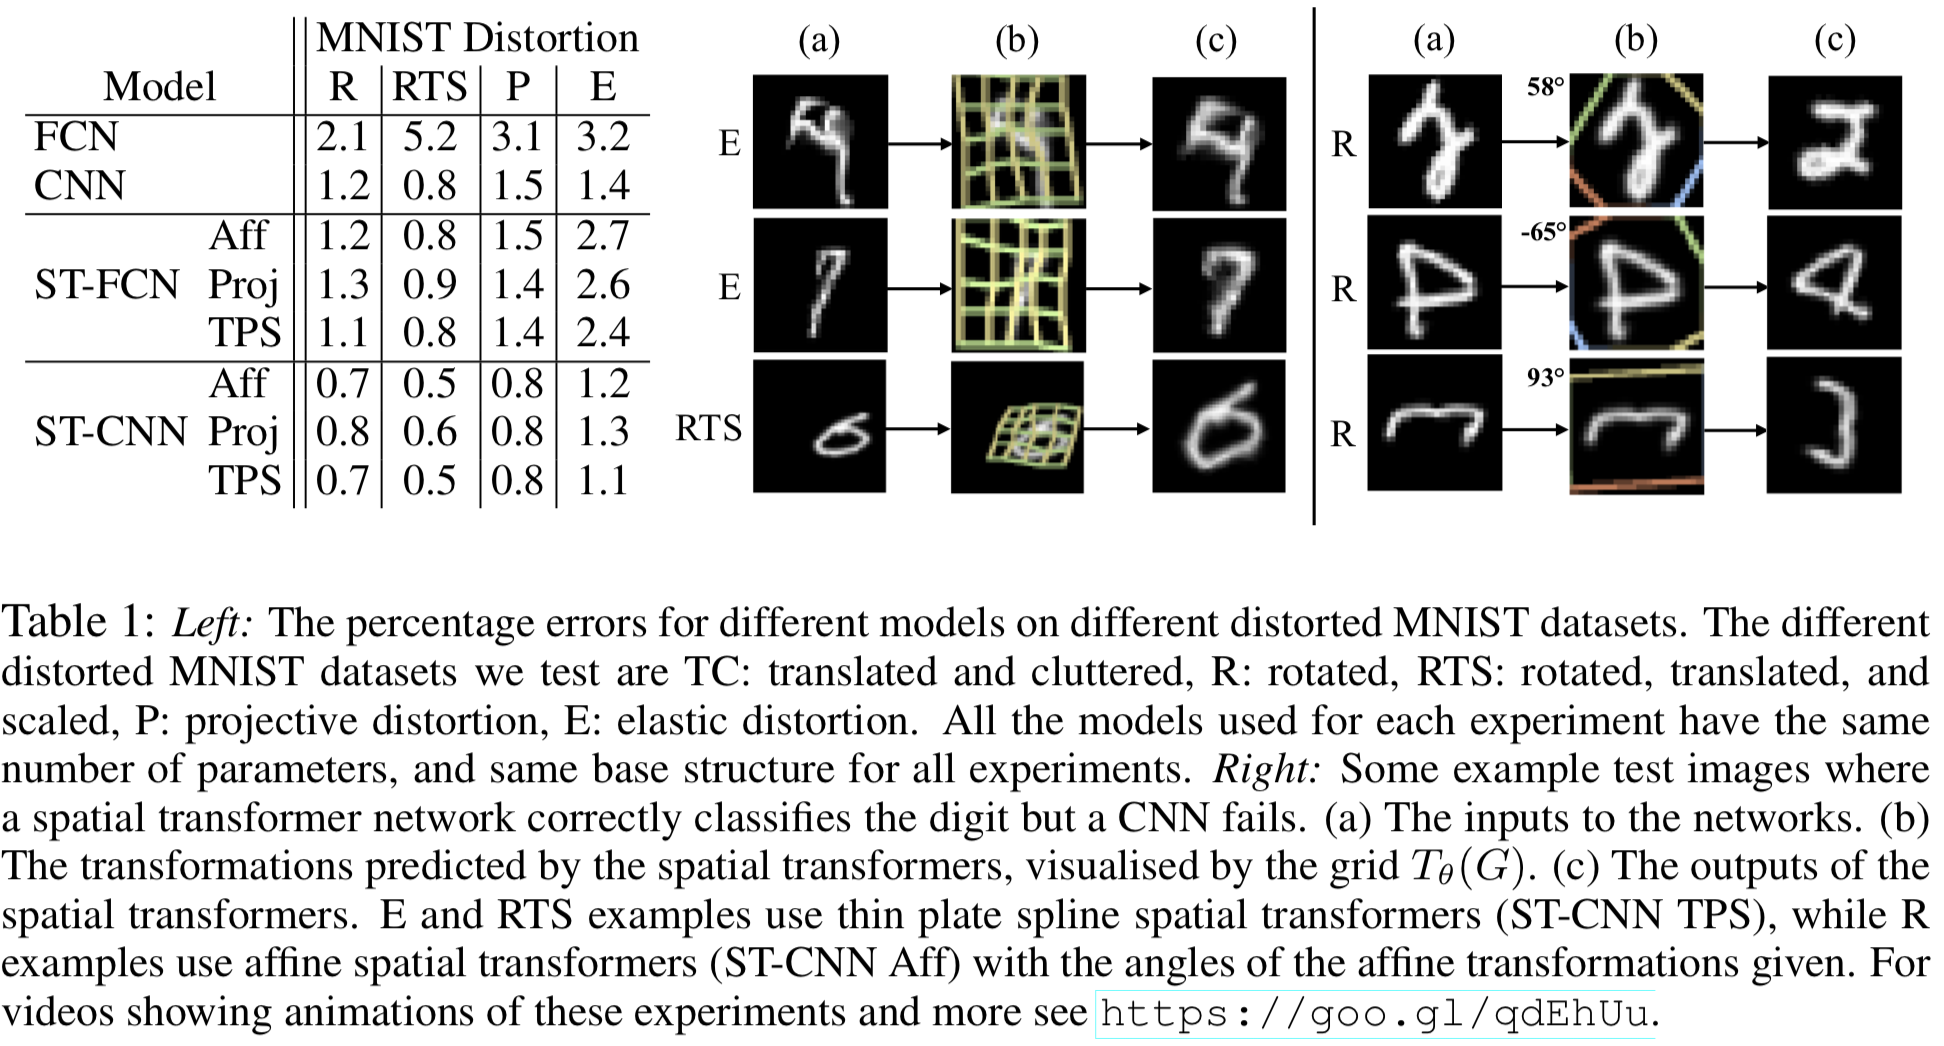 MNIST Distortion
Model R RTS P E
FCN 2.1 5.2 3.1 3.2
CNN 1.2 0.8 1.5 1.4
Aff 1.2 0.8 1.5 2.7
ST-FCN Proj 1.3 0.9 1.4 2.6
TPS 1.1 0.8 1.4 2.4
Aff 0.7 0.5 0.8 1.2
ST-CNN Proj 0.8 0.6 0.8 1.3
TPS 0.7 0.5 0.8 1.1
(a) (b) (c)
E
E
RTS
(a) (b) (c)
R 58°
R -65°
R 93°
Table 1: Left: The percentage errors for different models on different distorted MNIST datasets. The different
distorted MNIST datasets we test are TC: translated and cluttered, R: rotated, RTS: rotated, translated, and
scaled, P: projective distortion, E: elastic distortion. All the models used for each experiment have the same
number of parameters, and same base structure for all experiments. Right: Some example test images where
a spatial transformer network correctly classifies the digit but a CNN fails. (a) The inputs to the networks. (b)
The transformations predicted by the spatial transformers, visualised by the grid Tθ(G). (c) The outputs of the
spatial transformers. E and RTS examples use thin plate spline spatial transformers (ST-CNN TPS), while R
examples use affine spatial transformers (ST-CNN Aff) with the angles of the affine transformations given. For
videos showing animations of these experiments and more see https://goo.gl/qdEhUu.